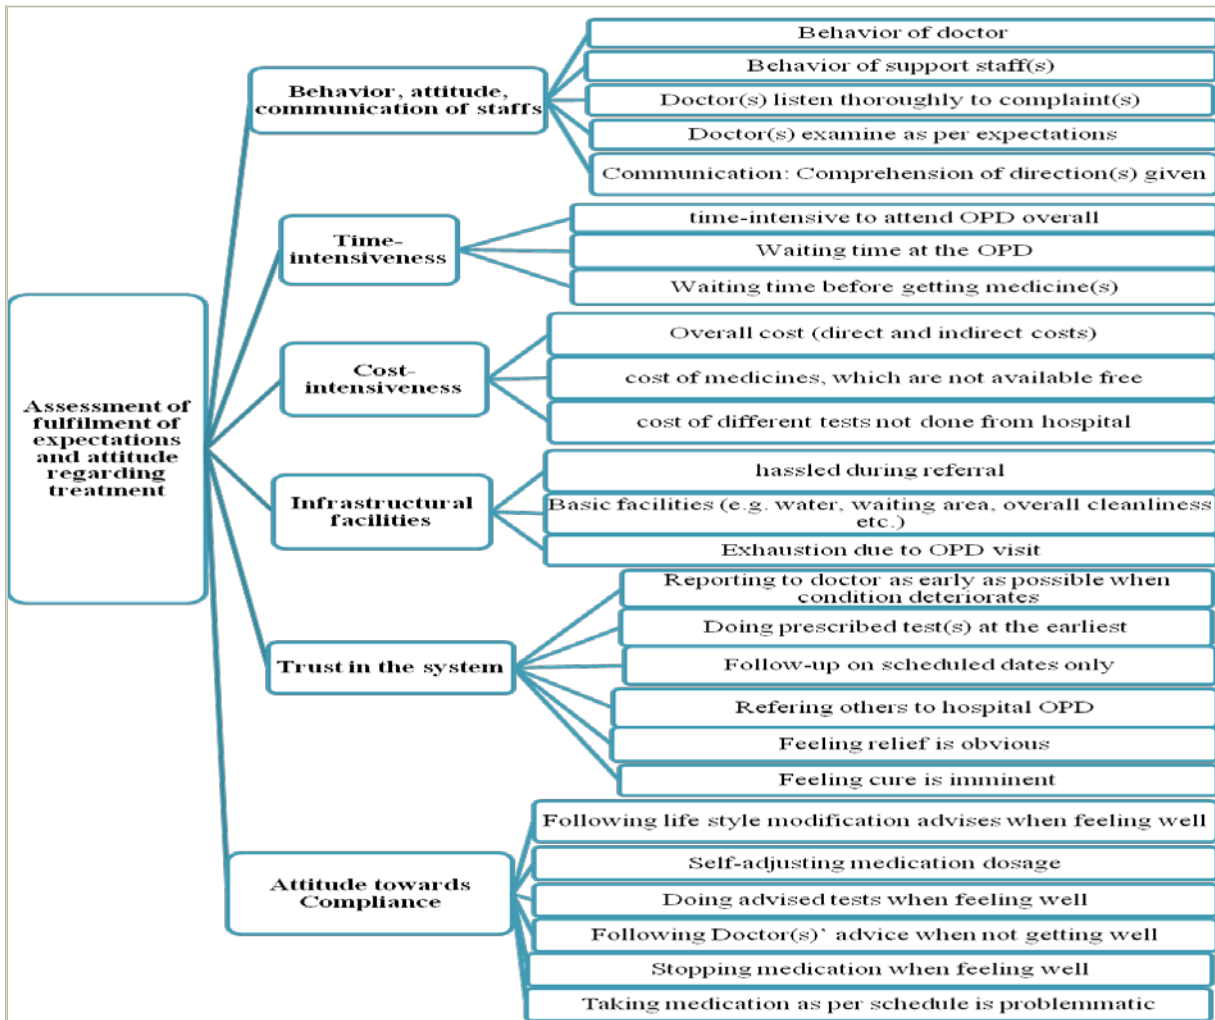 Assessment of
fulfilment of
expectations
and attitude
regarding
treatment
Behavior, attitude,
communication of staffs
Behavior of doctor
Behavior of support staff(s)
Doctor(s) listen thoroughly to complaint(s)
Doctor(s) examine as per expectations
Communication: Comprehension of direction(s) given
Time-
intensiveness
time-intensive to attend OPD overall
Waiting time at the OPD
Waiting time before getting medicine(s)
Cost-
intensiveness
Overall cost (direct and indirect costs)
cost of medicines, which are not available free
cost of different tests not done from hospital
Infrastructural
facilities
hassled during referral
Basic facilities (e.g. water, waiting area, overall cleanliness
etc.)
Exhaustion due to OPD visit
Trust in the system
Reporting to doctor as early as possible when
condition deteriorates
Doing prescribed test(s) at the earliest
Follow-up on scheduled dates only
Refering others to hospital OPD
Feeling relief is obvious
Feeling cure is imminent
Attitude towards
Compliance
Following life style modification advises when feeling well
Self-adjusting medication dosage
Doing advised tests when feeling well
Following Doctor(s)’ advice when not getting well
Stopping medication when feeling well
Taking medication as per schedule is problemmatic